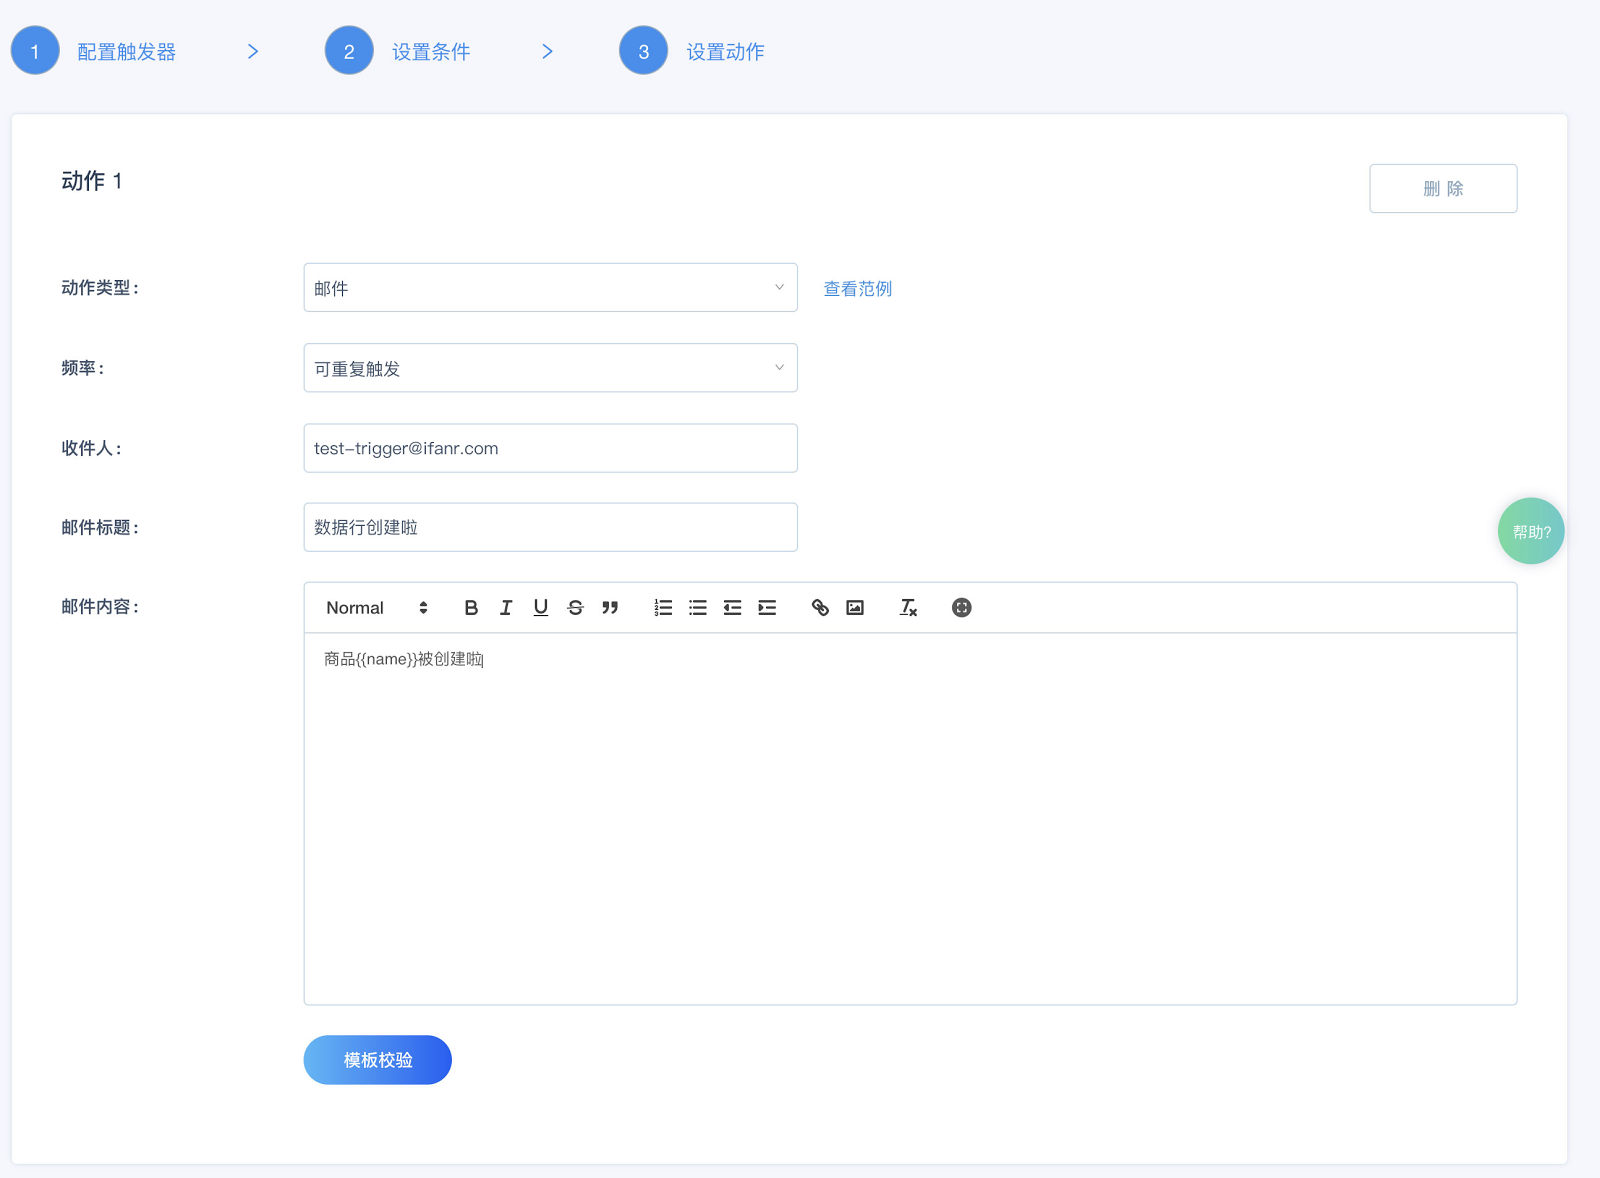 1 配置触发器 > 2 设置条件 > 3 设置动作
动作 1
删 除
动作类型:
邮件
查看范例
频率:
可重复触发
收件人:
test-trigger@ifanr.com
邮件标题:
数据行创建啦
帮助?
邮件内容:
Normal
商品{{name}}被创建啦
模板校验